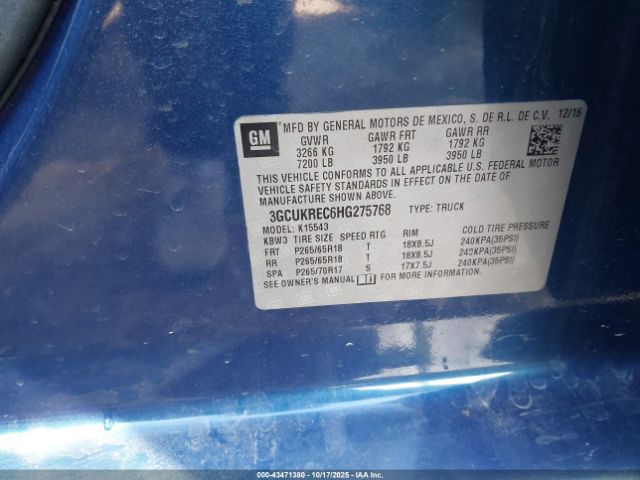 GM
MFD BY GENERAL MOTORS DE MEXICO, S. DE R.L. DE C.V. 12/16
GVWR GAWR FRT GAWR RR
3266 KG 1792 KG 1792 KG
7200 LB 3950 LB 3950 LB
THIS VEHICLE CONFORMS TO ALL APPLICABLE U.S. FEDERAL MOTOR
VEHICLE SAFETY STANDARDS IN EFFECT ON THE DATE OF
MANUFACTURE SHOWN ABOVE.
3GCUKREC6HG275768 TYPE: TRUCK
MODEL: K15543
KBW3 TIRE SIZE SPEED RTG RIM COLD TIRE PRESSURE
FRT P265/65R18 T 18X8.5J 240KPA(35PSI)
RR P265/65R18 T 18X8.5J 240KPA(35PSI)
SPA P265/70R17 S 17X7.5J 240KPA(35PSI)
SEE OWNER'S MANUAL FOR MORE INFORMATION.
000-43471380 - 10/17/2025 - IAAI.COM